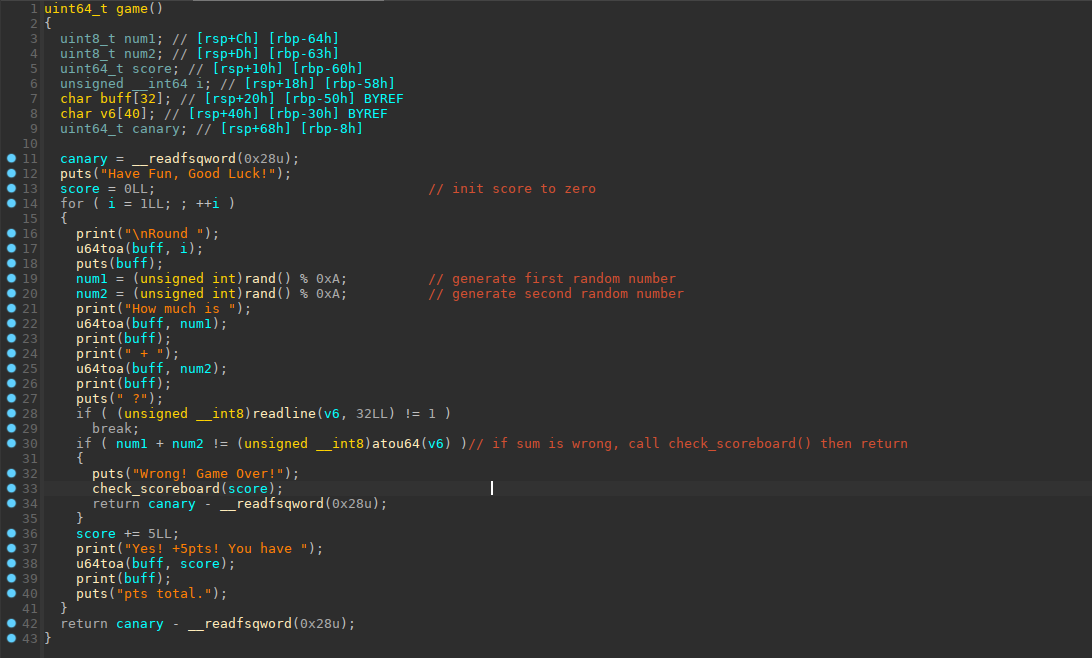 1 uint64_t game()
2 {
3 uint8_t num1; // [rsp+Ch] [rbp-64h]
4 uint8_t num2; // [rsp+Dh] [rbp-63h]
5 uint64_t score; // [rsp+10h] [rbp-60h]
6 unsigned __int64 i; // [rsp+18h] [rbp-58h]
7 char buff[32]; // [rsp+20h] [rbp-50h] BYREF
8 char v6[40]; // [rsp+40h] [rbp-30h] BYREF
9 uint64_t canary; // [rsp+68h] [rbp-8h]
10
11 canary = __readfsqword(0x28u);
12 puts("Have Fun, Good Luck!");
13 score = 0LL; // init score to zero
14 for ( i = 1LL; ; ++i )
15 {
16 print("\nRound ");
17 u64toa(buff, i);
18 puts(buff);
19 num1 = (unsigned int)rand() % 0xA; // generate first random number
20 num2 = (unsigned int)rand() % 0xA; // generate second random number
21 print("How much is ");
22 u64toa(buff, num1);
23 print(buff);
24 print(" + ");
25 u64toa(buff, num2);
26 print(buff);
27 puts(" ?");
28 if ( (unsigned __int8)readline(v6, 32LL) != 1 )
29 break;
30 if ( num1 + num2 != (unsigned __int8)atou64(v6) )// if sum is wrong, call check_scoreboard() then return
31 {
32 puts("Wrong! Game Over!");
33 check_scoreboard(score);
34 return canary - __readfsqword(0x28u);
35 }
36 score += 5LL;
37 print("Yes! +5pts! You have ");
38 u64toa(buff, score);
39 print(buff);
40 puts("pts total.");
41 }
42 return canary - __readfsqword(0x28u);
43 }